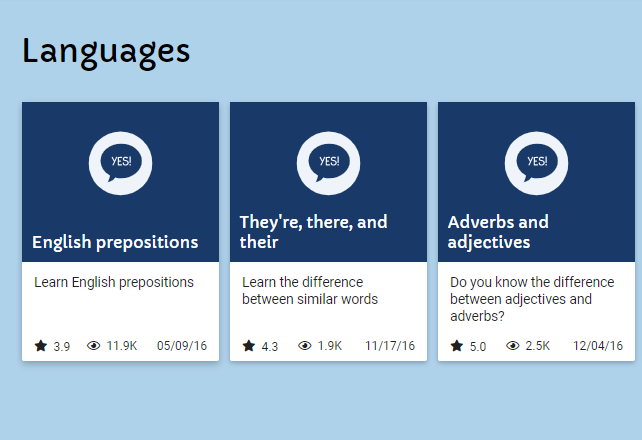 Languages
YES!
English prepositions
Learn English prepositions
3.9 11.9K 05/09/16
YES!
They're, there, and
their
Learn the difference
between similar words
4.3 1.9K 11/17/16
YES!
Adverbs and
adjectives
Do you know the difference
between adjectives and
adverbs?
5.0 2.5K 12/04/16